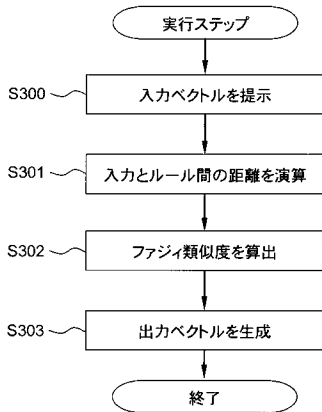 実行ステップ
S300
入力ベクトルを提示
S301
入力とルール間の距離を演算
S302
ファジィ類似度を算出
S303
出力ベクトルを生成
終了